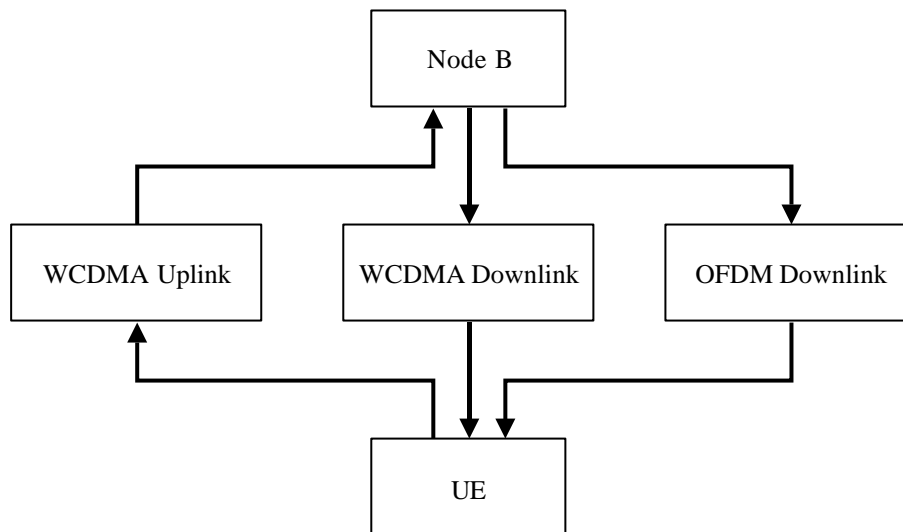 Node B
WCDMA Uplink
WCDMA Downlink
OFDM Downlink
UE